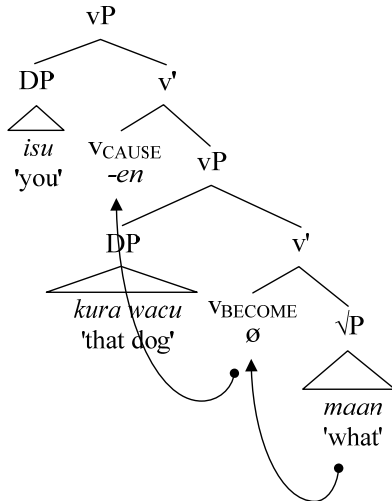 vP
DP v'
isu vCAUSE vP
'you' -en
DP v'
kura wacu vBECOME √P
'that dog' ø
maan
'what'